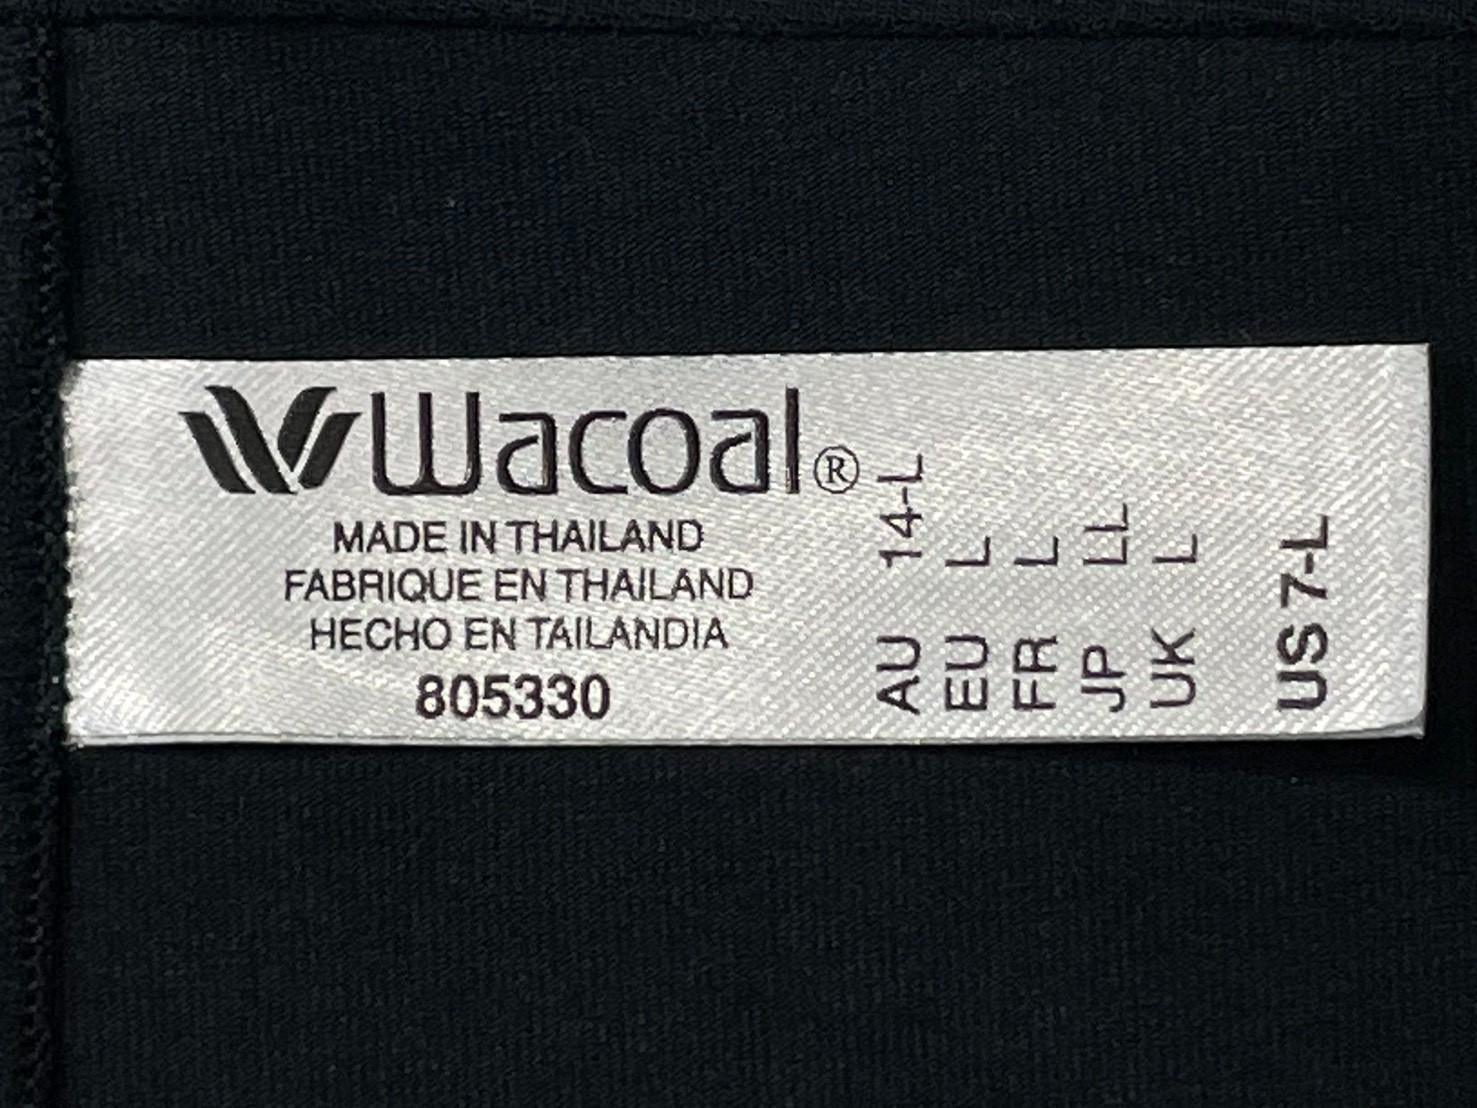 Wacoal®
MADE IN THAILAND
FABRIQUE EN THAILAND
HECHO EN TAILANDIA
805330
AU 14-L
EU L
FR L
JP LL
UK L
US 7-L